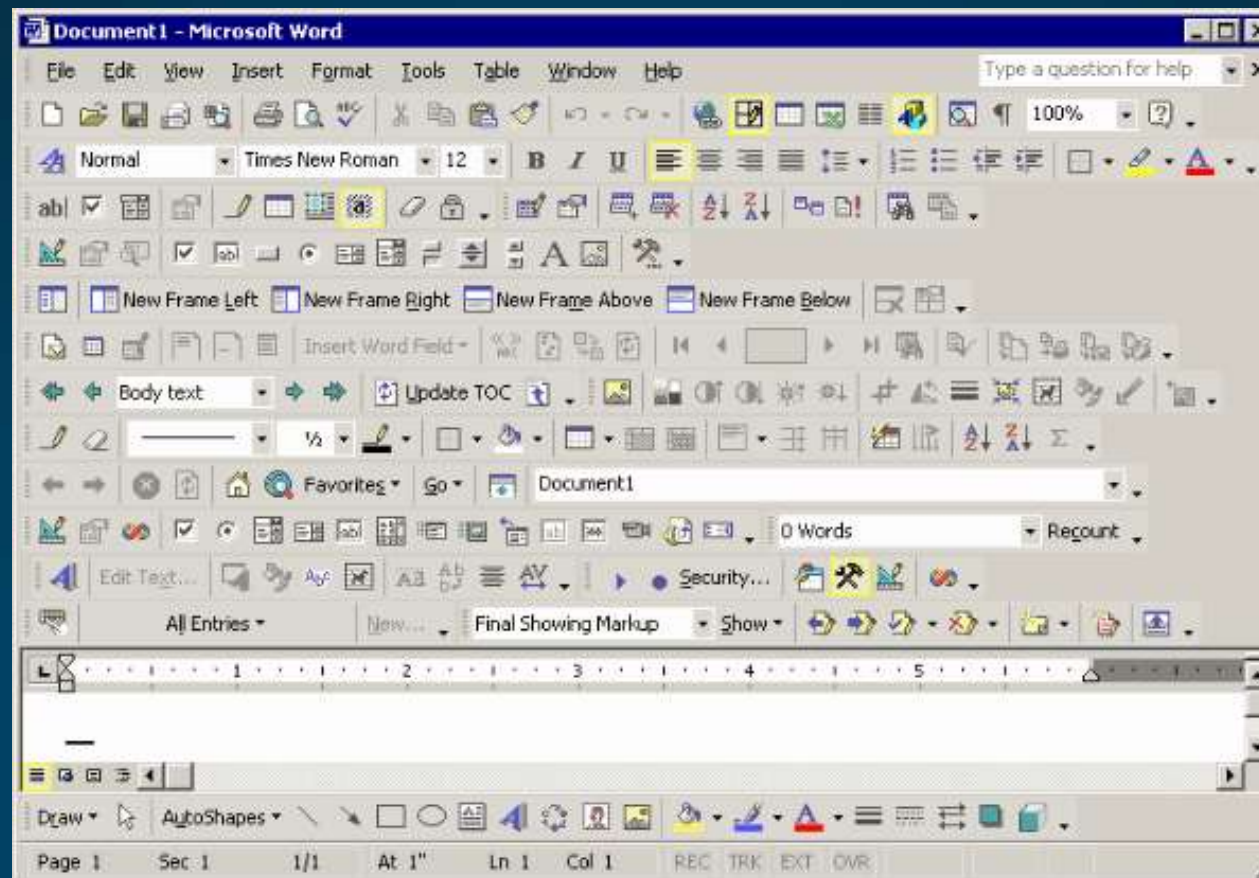 Document1 - Microsoft Word
File Edit View Insert Format Tools Table Window Help Type a question for help
100%
Normal Times New Roman 12 B I U A
ab|
A
New Frame Left New Frame Right New Frame Above New Frame Below
Insert Word Field
Body text Update TOC
½
Favorites Go Document1
0 Words Recount
Edit Text... Security...
All Entries New... Final Showing Markup Show
1 2 3 4 5
Draw AutoShapes
Page 1 Sec 1 1/1 At 1" Ln 1 Col 1 REC TRK EXT OVR